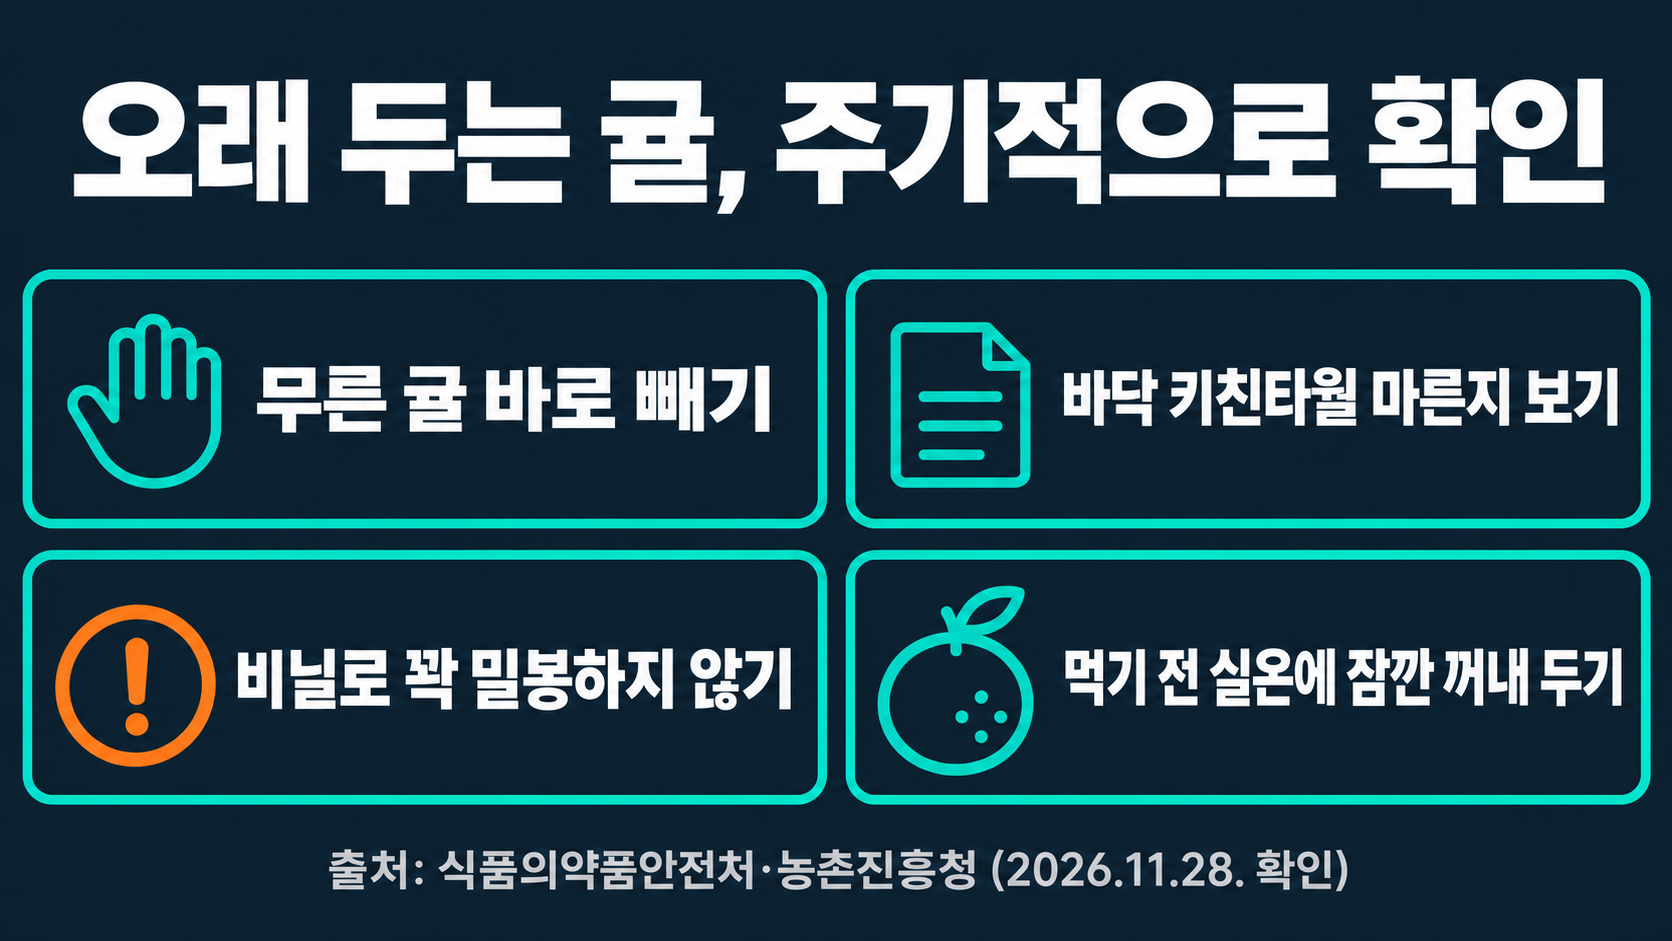 오래 두는 귤, 주기적으로 확인
무른 귤 바로 빼기
바닥 키친타월 마른지 보기
비닐로 꽉 밀봉하지 않기
먹기 전 실온에 잠깐 꺼내 두기
출처: 식품의약품안전처·농촌진흥청 (2026.11.28. 확인)